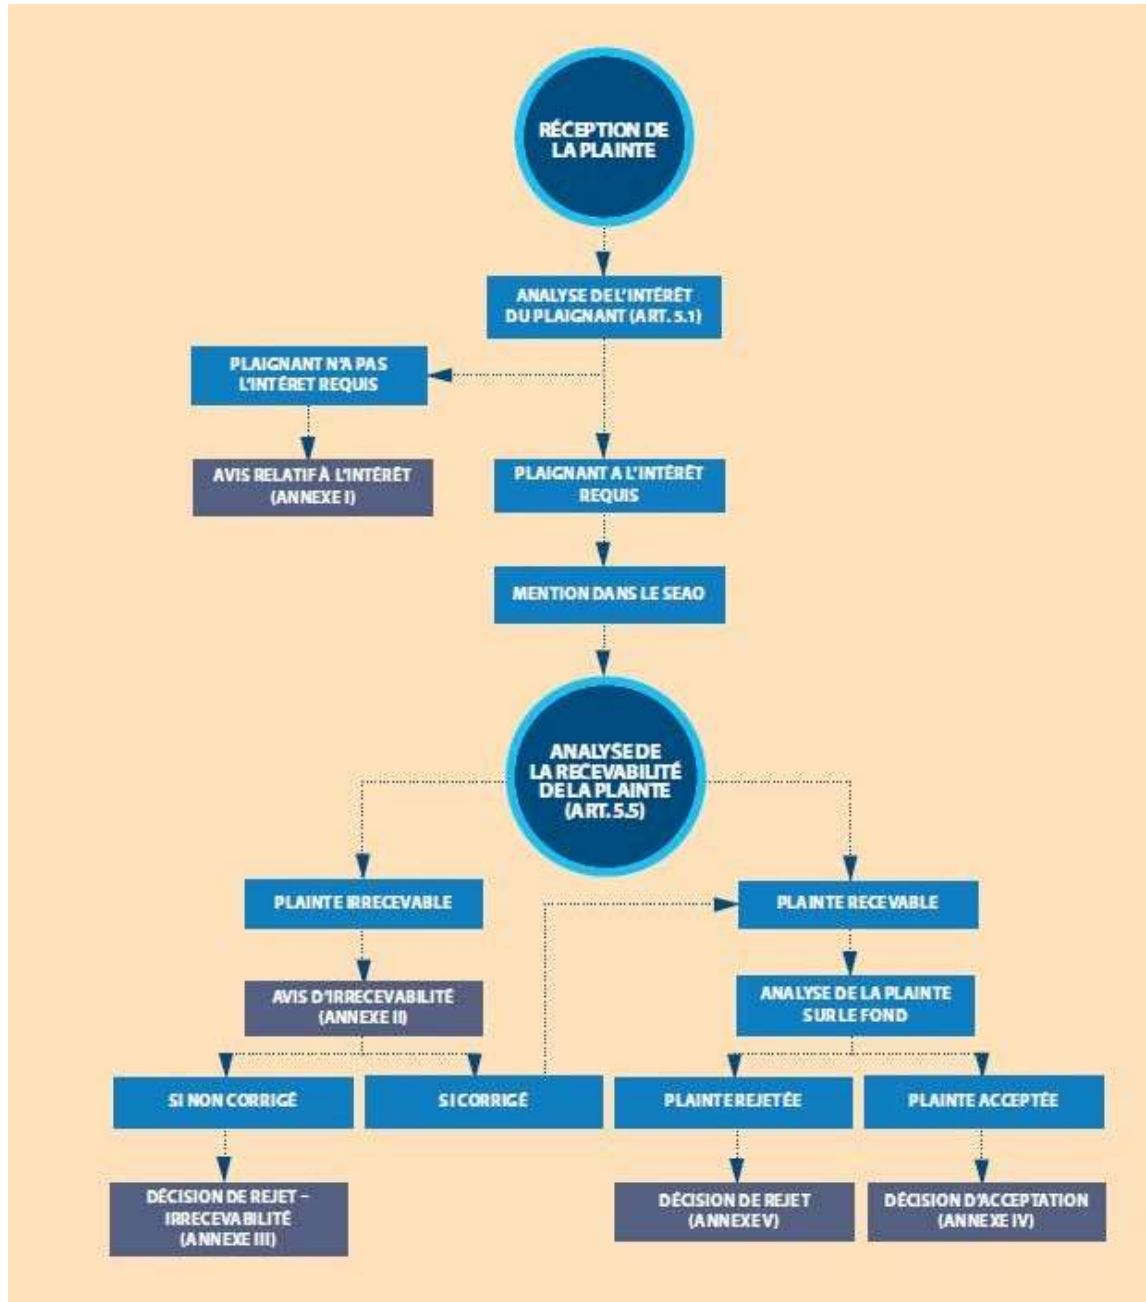 RÉCEPTION DE
LA PLAINTE
ANALYSE DE L'INTÉRÊT
DU PLAIGNANT (ART. 5.1)
PLAIGNANT N'A PAS
L'INTÉRET REQUIS
AVIS RELATIF À L'INTÉRÊT
(ANNEXE I)
PLAIGNANT A L'INTÉRÊT
REQUIS
MENTION DANS LE SEAO
ANALYSE DE
LA RECEVABILITÉ
DE LA PLAINTE
(ART. 5.5)
PLAINTE IRRECEVABLE
PLAINTE RECEVABLE
AVIS D'IRRECEVABILITÉ
(ANNEXE II)
ANALYSE DE LA PLAINTE
SUR LE FOND
SI NON CORRIGÉ
SI CORRIGÉ
PLAINTE REJETÉE
PLAINTE ACCEPTÉE
DÉCISION DE REJET –
IRRECEVABILITÉ
(ANNEXE III)
DÉCISION DE REJET
(ANNEXE V)
DÉCISION D'ACCEPTATION
(ANNEXE IV)